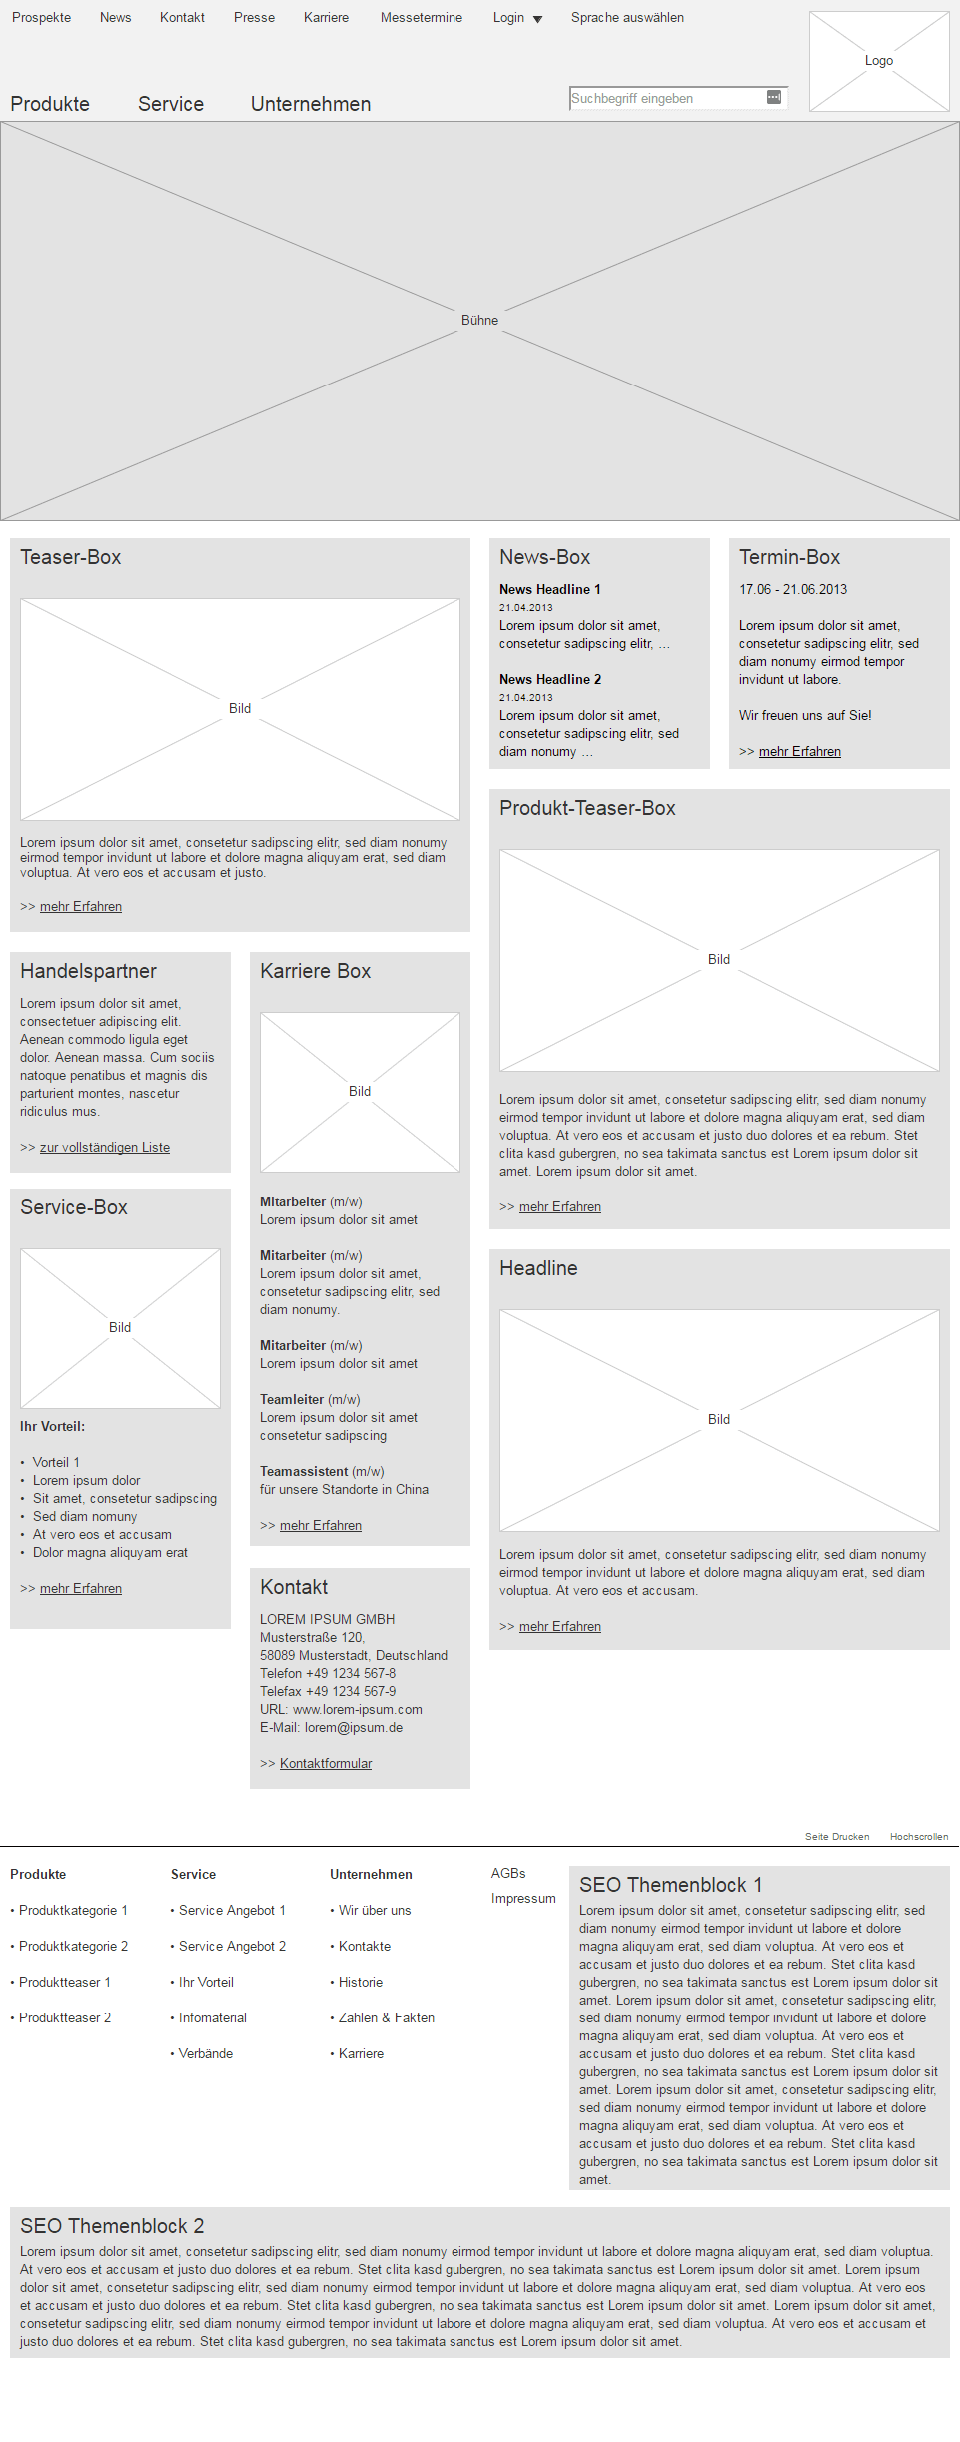 Prospekte News Kontakt Presse Karriere Messetermine Login Sprache auswählen
Logo
Produkte Service Unternehmen
Suchbegriff eingeben
Bühne
Teaser-Box
Bild
Lorem ipsum dolor sit amet, consetetur sadipscing elitr, sed diam nonumy
eirmod tempor invidunt ut labore et dolore magna aliquyam erat, sed diam
voluptua. At vero eos et accusam et justo.
>> mehr Erfahren
News-Box
News Headline 1
21.04.2013
Lorem ipsum dolor sit amet,
consetetur sadipscing elitr, …
News Headline 2
21.04.2013
Lorem ipsum dolor sit amet,
consetetur sadipscing elitr, sed
diam nonumy …
Termin-Box
17.06 - 21.06.2013
Lorem ipsum dolor sit amet,
consetetur sadipscing elitr, sed
diam nonumy eirmod tempor
invidunt ut labore.
Wir freuen uns auf Sie!
>> mehr Erfahren
Produkt-Teaser-Box
Bild
Lorem ipsum dolor sit amet, consetetur sadipscing elitr, sed diam nonumy
eirmod tempor invidunt ut labore et dolore magna aliquyam erat, sed diam
voluptua. At vero eos et accusam et justo duo dolores et ea rebum. Stet
clita kasd gubergren, no sea takimata sanctus est Lorem ipsum dolor sit
amet. Lorem ipsum dolor sit amet.
>> mehr Erfahren
Handelspartner
Lorem ipsum dolor sit amet,
consectetuer adipiscing elit.
Aenean commodo ligula eget
dolor. Aenean massa. Cum sociis
natoque penatibus et magnis dis
parturient montes, nascetur
ridiculus mus.
>> zur vollständigen Liste
Karriere Box
Bild
Mitarbeiter (m/w)
Lorem ipsum dolor sit amet
Mitarbeiter (m/w)
Lorem ipsum dolor sit amet,
consetetur sadipscing elitr, sed
diam nonumy.
Mitarbeiter (m/w)
Lorem ipsum dolor sit amet
Teamleiter (m/w)
Lorem ipsum dolor sit amet
consetetur sadipscing
Teamassistent (m/w)
für unsere Standorte in China
>> mehr Erfahren
Service-Box
Bild
Ihr Vorteil:
• Vorteil 1
• Lorem ipsum dolor
• Sit amet, consetetur sadipscing
• Sed diam nomuny
• At vero eos et accusam
• Dolor magna aliquyam erat
>> mehr Erfahren
Headline
Bild
Lorem ipsum dolor sit amet, consetetur sadipscing elitr, sed diam nonumy
eirmod tempor invidunt ut labore et dolore magna aliquyam erat, sed diam
voluptua. At vero eos et accusam.
>> mehr Erfahren
Kontakt
LOREM IPSUM GMBH
Musterstraße 120,
58089 Musterstadt, Deutschland
Telefon +49 1234 567-8
Telefax +49 1234 567-9
URL: www.lorem-ipsum.com
E-Mail: lorem@ipsum.de
>> Kontaktformular
Seite Drucken Hochscrollen
Produkte
• Produktkategorie 1
• Produktkategorie 2
• Produktteaser 1
• Produktteaser 2
Service
• Service Angebot 1
• Service Angebot 2
• Ihr Vorteil
• Infomaterial
• Verbände
Unternehmen
• Wir über uns
• Kontakte
• Historie
• Zahlen & Fakten
• Karriere
AGBs
Impressum
SEO Themenblock 1
Lorem ipsum dolor sit amet, consetetur sadipscing elitr, sed
diam nonumy eirmod tempor invidunt ut labore et dolore
magna aliquyam erat, sed diam voluptua. At vero eos et
accusam et justo duo dolores et ea rebum. Stet clita kasd
gubergren, no sea takimata sanctus est Lorem ipsum dolor sit
amet. Lorem ipsum dolor sit amet, consetetur sadipscing elitr,
sed diam nonumy eirmod tempor invidunt ut labore et dolore
magna aliquyam erat, sed diam voluptua. At vero eos et
accusam et justo duo dolores et ea rebum. Stet clita kasd
gubergren, no sea takimata sanctus est Lorem ipsum dolor sit
amet. Lorem ipsum dolor sit amet, consetetur sadipscing elitr,
sed diam nonumy eirmod tempor invidunt ut labore et dolore
magna aliquyam erat, sed diam voluptua. At vero eos et
accusam et justo duo dolores et ea rebum. Stet clita kasd
gubergren, no sea takimata sanctus est Lorem ipsum dolor sit
amet.
SEO Themenblock 2
Lorem ipsum dolor sit amet, consetetur sadipscing elitr, sed diam nonumy eirmod tempor invidunt ut labore et dolore magna aliquyam erat, sed diam voluptua.
At vero eos et accusam et justo duo dolores et ea rebum. Stet clita kasd gubergren, no sea takimata sanctus est Lorem ipsum dolor sit amet. Lorem ipsum
dolor sit amet, consetetur sadipscing elitr, sed diam nonumy eirmod tempor invidunt ut labore et dolore magna aliquyam erat, sed diam voluptua. At vero eos
et accusam et justo duo dolores et ea rebum. Stet clita kasd gubergren, no sea takimata sanctus est Lorem ipsum dolor sit amet. Lorem ipsum dolor sit amet,
consetetur sadipscing elitr, sed diam nonumy eirmod tempor invidunt ut labore et dolore magna aliquyam erat, sed diam voluptua. At vero eos et accusam et
justo duo dolores et ea rebum. Stet clita kasd gubergren, no sea takimata sanctus est Lorem ipsum dolor sit amet.